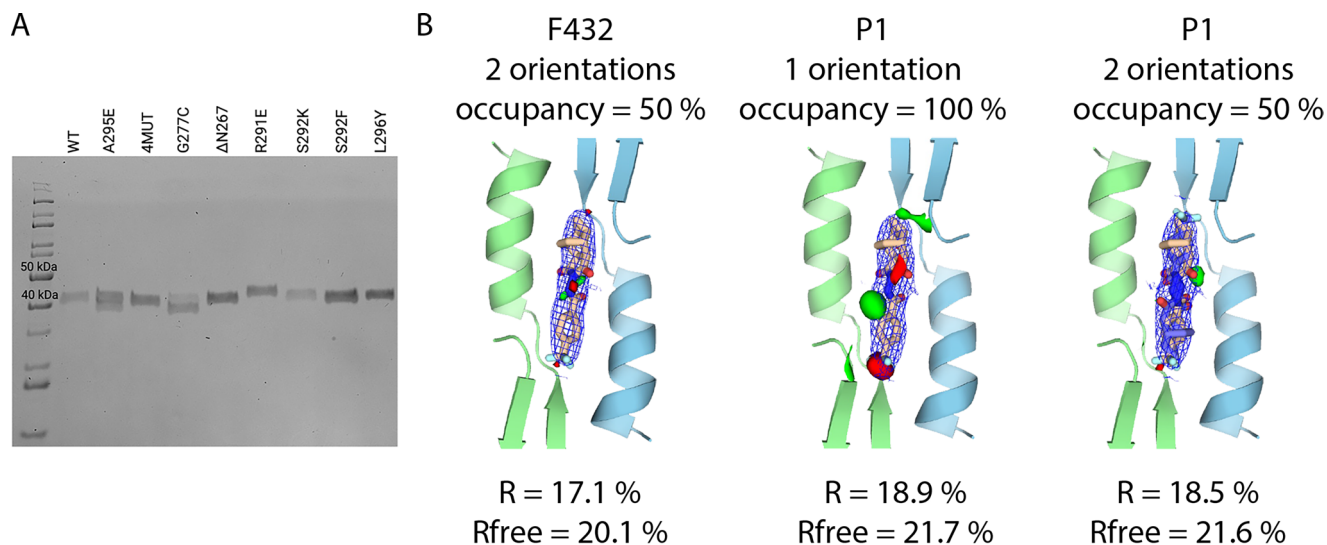 A
WT
A295E
4MUT
G277C
ΔN267
R291E
S292K
S292F
L296Y
50 kDa
40 kDa
B
F432
2 orientations
occupancy = 50 %
R = 17.1 %
Rfree = 20.1 %
P1
1 orientation
occupancy = 100 %
R = 18.9 %
Rfree = 21.7 %
P1
2 orientations
occupancy = 50 %
R = 18.5 %
Rfree = 21.6 %